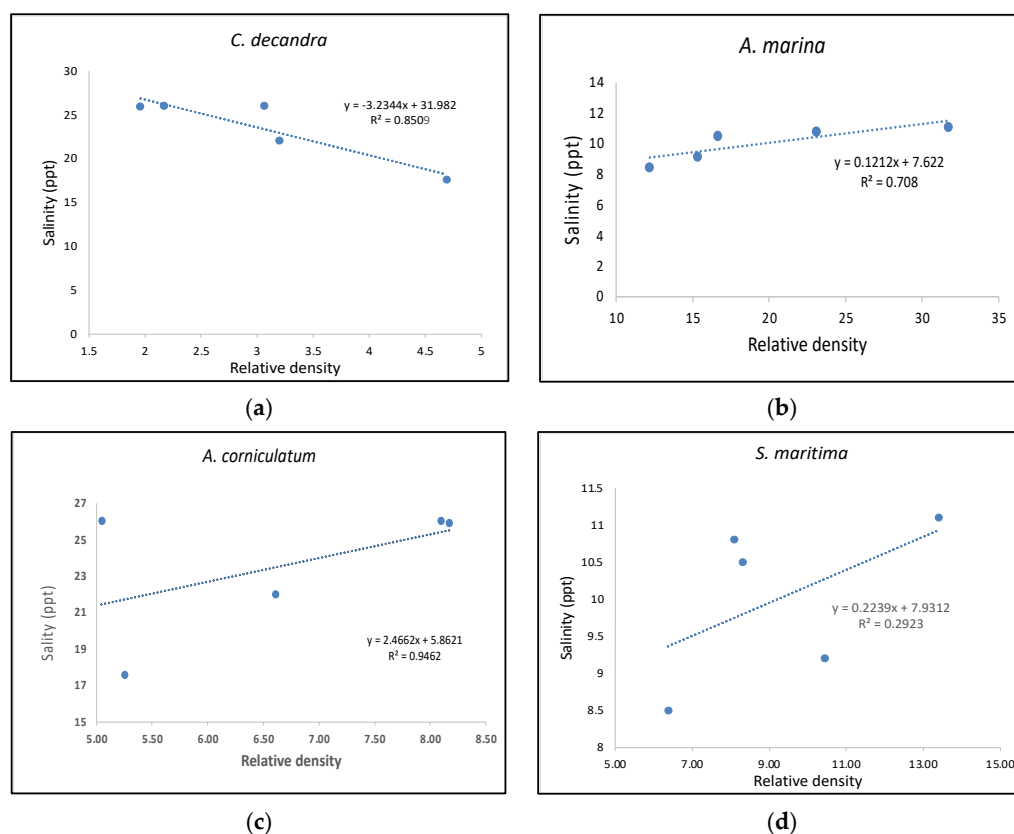 C. decandra
30
25
20
15
10
5
0
Salinity (ppt)
y = -3.2344x + 31.982
R² = 0.8509
1.5 2 2.5 3 3.5 4 4.5 5
Relative density
(a)
A. marina
14
12
10
8
6
4
2
0
Salinity (ppt)
y = 0.1212x + 7.622
R² = 0.708
10 15 20 25 30 35
Relative density
(b)
A. corniculatum
27
25
23
21
19
17
15
Sality (ppt)
y = 2.4662x + 5.8621
R² = 0.9462
5.00 5.50 6.00 6.50 7.00 7.50 8.00 8.50
Relative density
(c)
S. maritima
11.5
11
10.5
10
9.5
9
8.5
8
Salinity (ppt)
y = 0.2239x + 7.9312
R² = 0.2923
5.00 7.00 9.00 11.00 13.00 15.00
Relative density
(d)